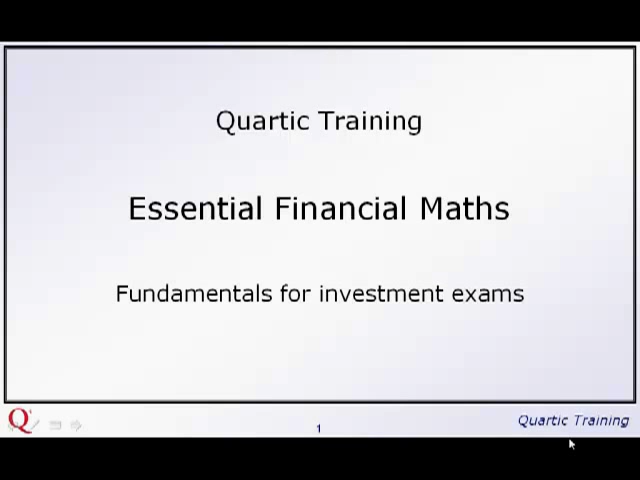 Quartic Training
Essential Financial Maths
Fundamentals for investment exams
Q
1
Quartic Training